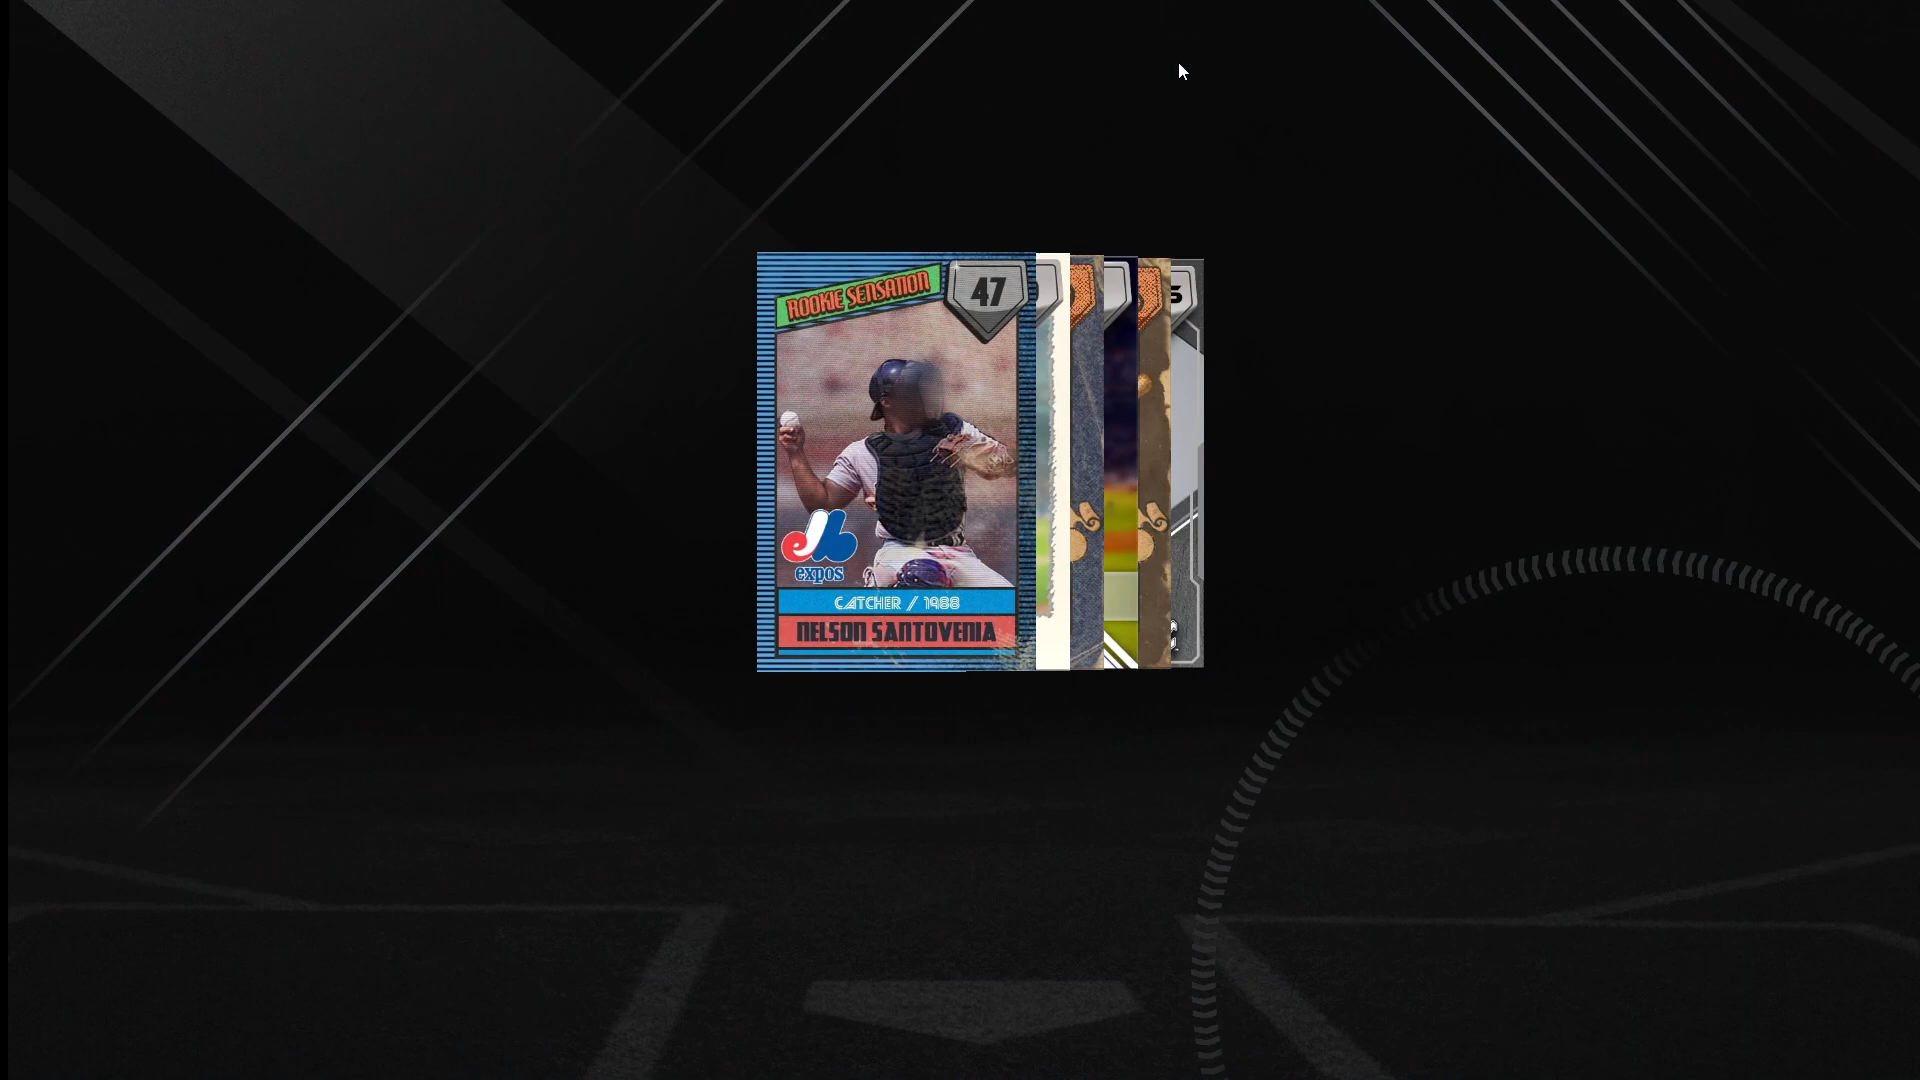 ROOKIE SENSATION
47
expos
CATCHER / 1988
NELSON SANTOVENIA